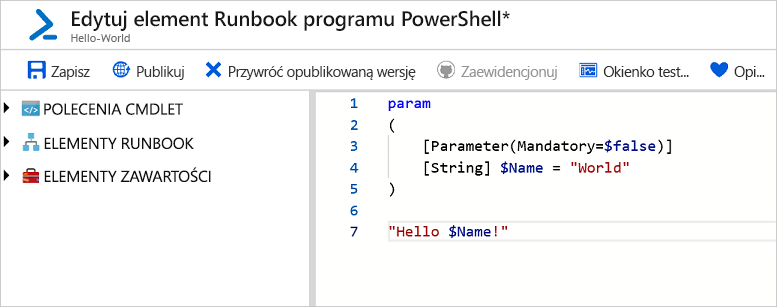 Edytuj element Runbook programu PowerShell*
Hello-World
Zapisz Publikuj Przywróć opublikowaną wersję Zaewidencjonuj Okienko test... Opi...
POLECENIA CMDLET
ELEMENTY RUNBOOK
ELEMENTY ZAWARTOŚCI
1 param
2 (
3 [Parameter(Mandatory=$false)]
4 [String] $Name = "World"
5 )
6
7 "Hello $Name!"